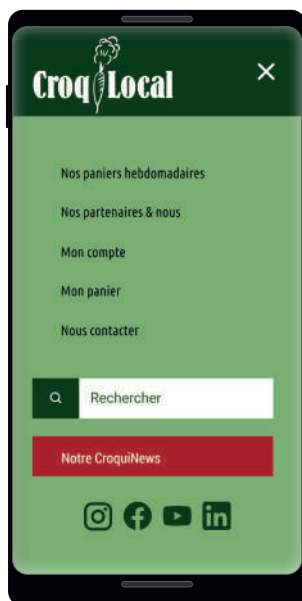 Croq Local
Nos paniers hebdomadaires
Nos partenaires & nous
Mon compte
Mon panier
Nous contacter
Rechercher
Notre CroquiNews